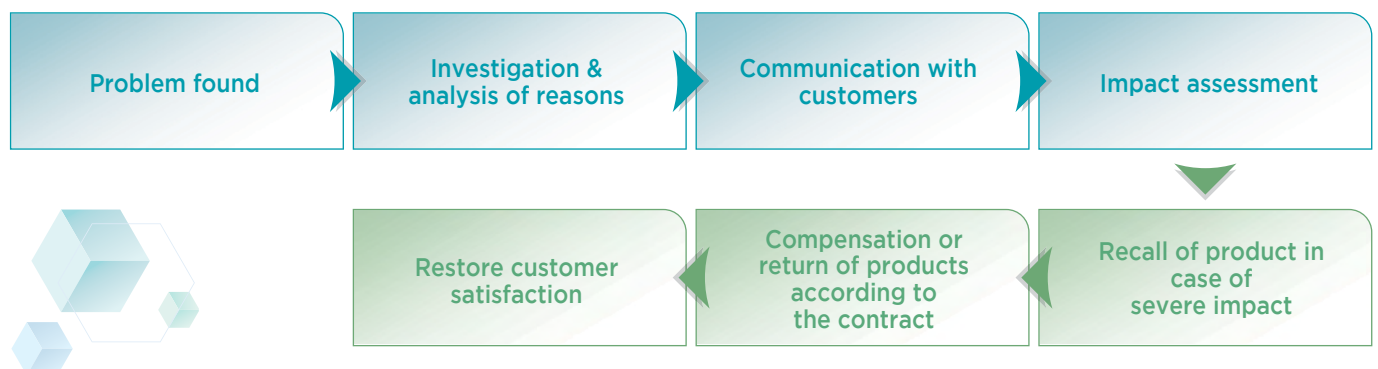 Problem found
Investigation &
analysis of reasons
Communication with
customers
Impact assessment
Recall of product in
case of
severe impact
Compensation or
return of products
according to
the contract
Restore customer
satisfaction